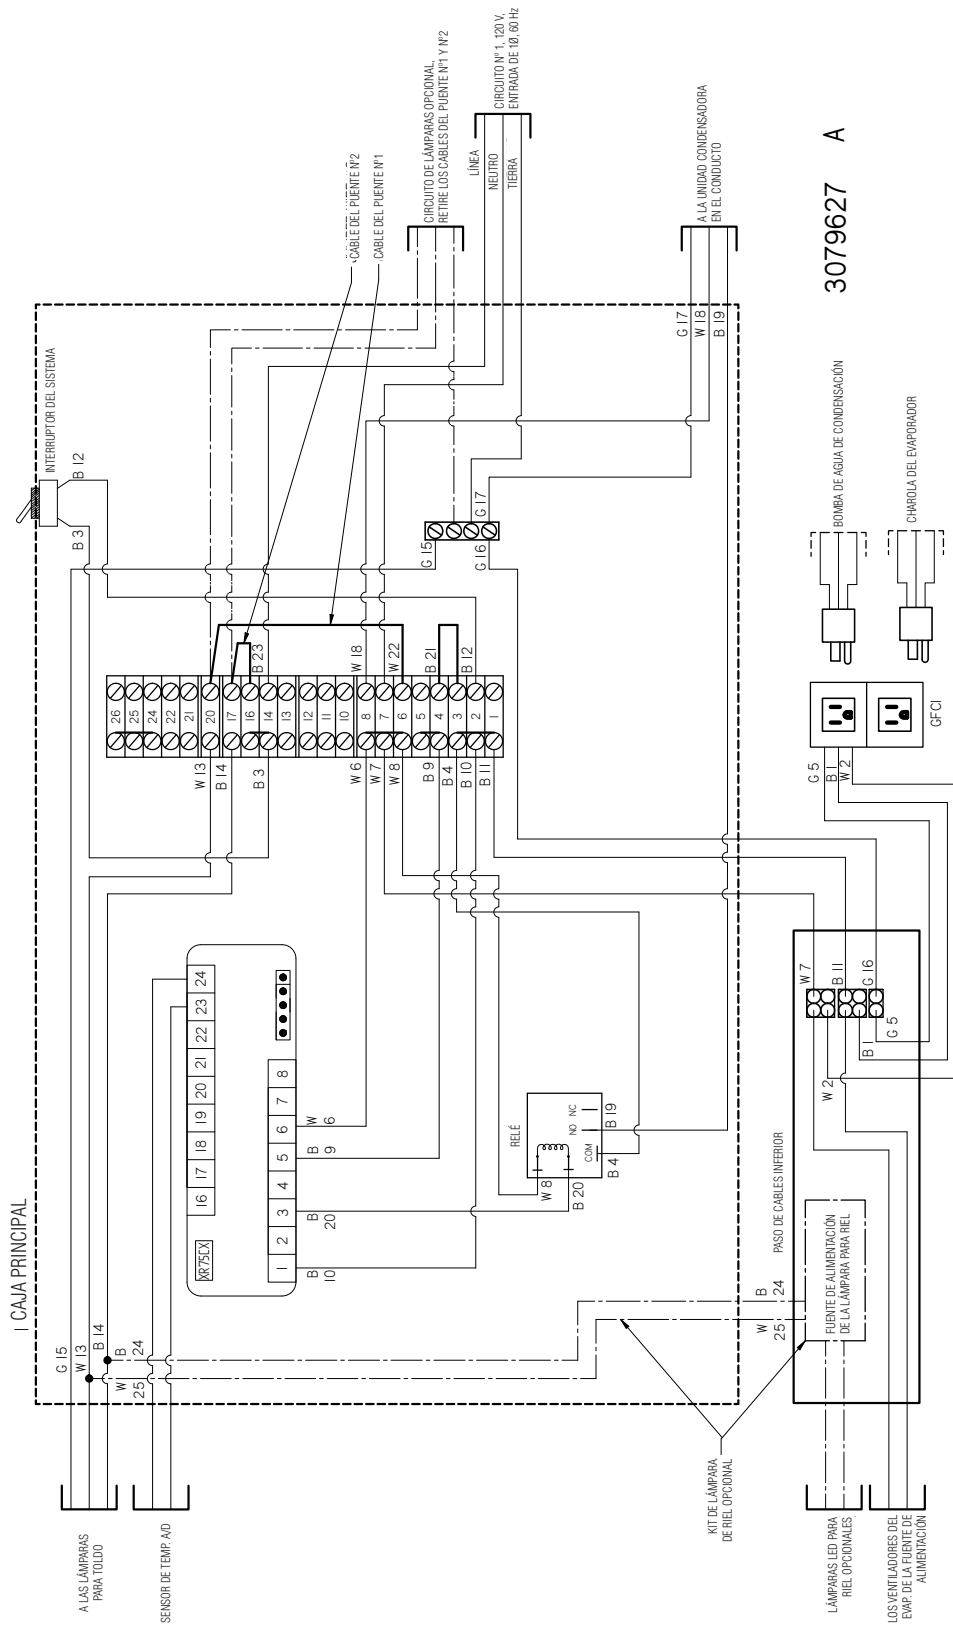 I CAJA PRINCIPAL
INTERRUPTOR DEL SISTEMA
B 3
B 12
CABLE DEL PUENTE Nº2
CABLE DEL PUENTE Nº1
CIRCUITO DE LÁMPARAS OPCIONAL,
RETIRE LOS CABLES DEL PUENTE Nº1 Y Nº2
LÍNEA
NEUTRO
TIERRA
CIRCUITO Nº 1, 120 V,
ENTRADA DE 1Ø, 60 Hz
A LA UNIDAD CONDENSADORA
EN EL CONDUCTO
G 17
W 18
B 19
3079627 A
G 15
W 13
B 14
B
24
W
25
A LAS LÁMPARAS
PARA TOLDO
SENSOR DE TEMP. A/D
16 17 18 19 20 21 22 23 24
XR75CX
1 2 3 4 5 6 7 8
B
10
B
20
B
9
W
6
26
25
24
22
21
20
17
16
14
13
12
11
10
8
7
6
5
4
3
2
1
W 13
B 14
B 3
W 6
W 7
W 8
B 9
B 4
B 10
B 11
B 23
W 18
W 22
B 21
B 12
G 15
G 16
G 17
RELÉ
COM
NO
NC
W 8
B 20
B 4
B 19
KIT DE LÁMPARA
DE RIEL OPCIONAL
PASO DE CABLES INFERIOR
W
25
B
24
FUENTE DE ALIMENTACIÓN
DE LA LÁMPARA PARA RIEL
W 7
B 11
G 16
W 2
B 1
G 5
LÁMPARAS LED PARA
RIEL OPCIONALES
LOS VENTILADORES DEL
EVAP. DE LA FUENTE DE
ALIMENTACIÓN
G 5
B 1
W 2
GFCI
BOMBA DE AGUA DE CONDENSACIÓN
CHAROLA DEL EVAPORADOR